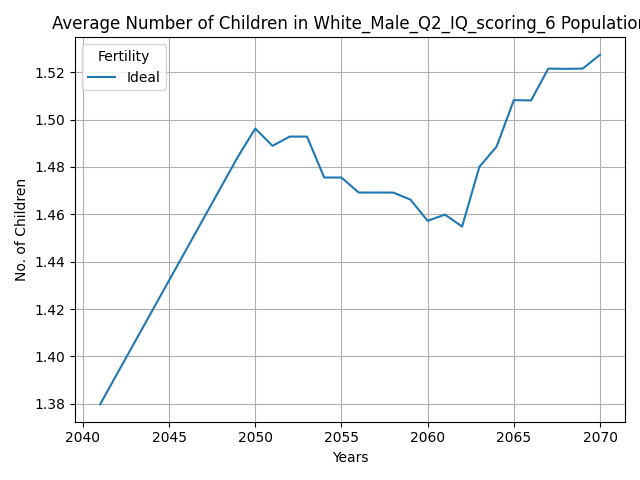 Average Number of Children in White_Male_Q2_IQ_scoring_6 Population
Fertility
Ideal
No. of Children
1.52
1.50
1.48
1.46
1.44
1.42
1.40
1.38
2040 2045 2050 2055 2060 2065 2070
Years